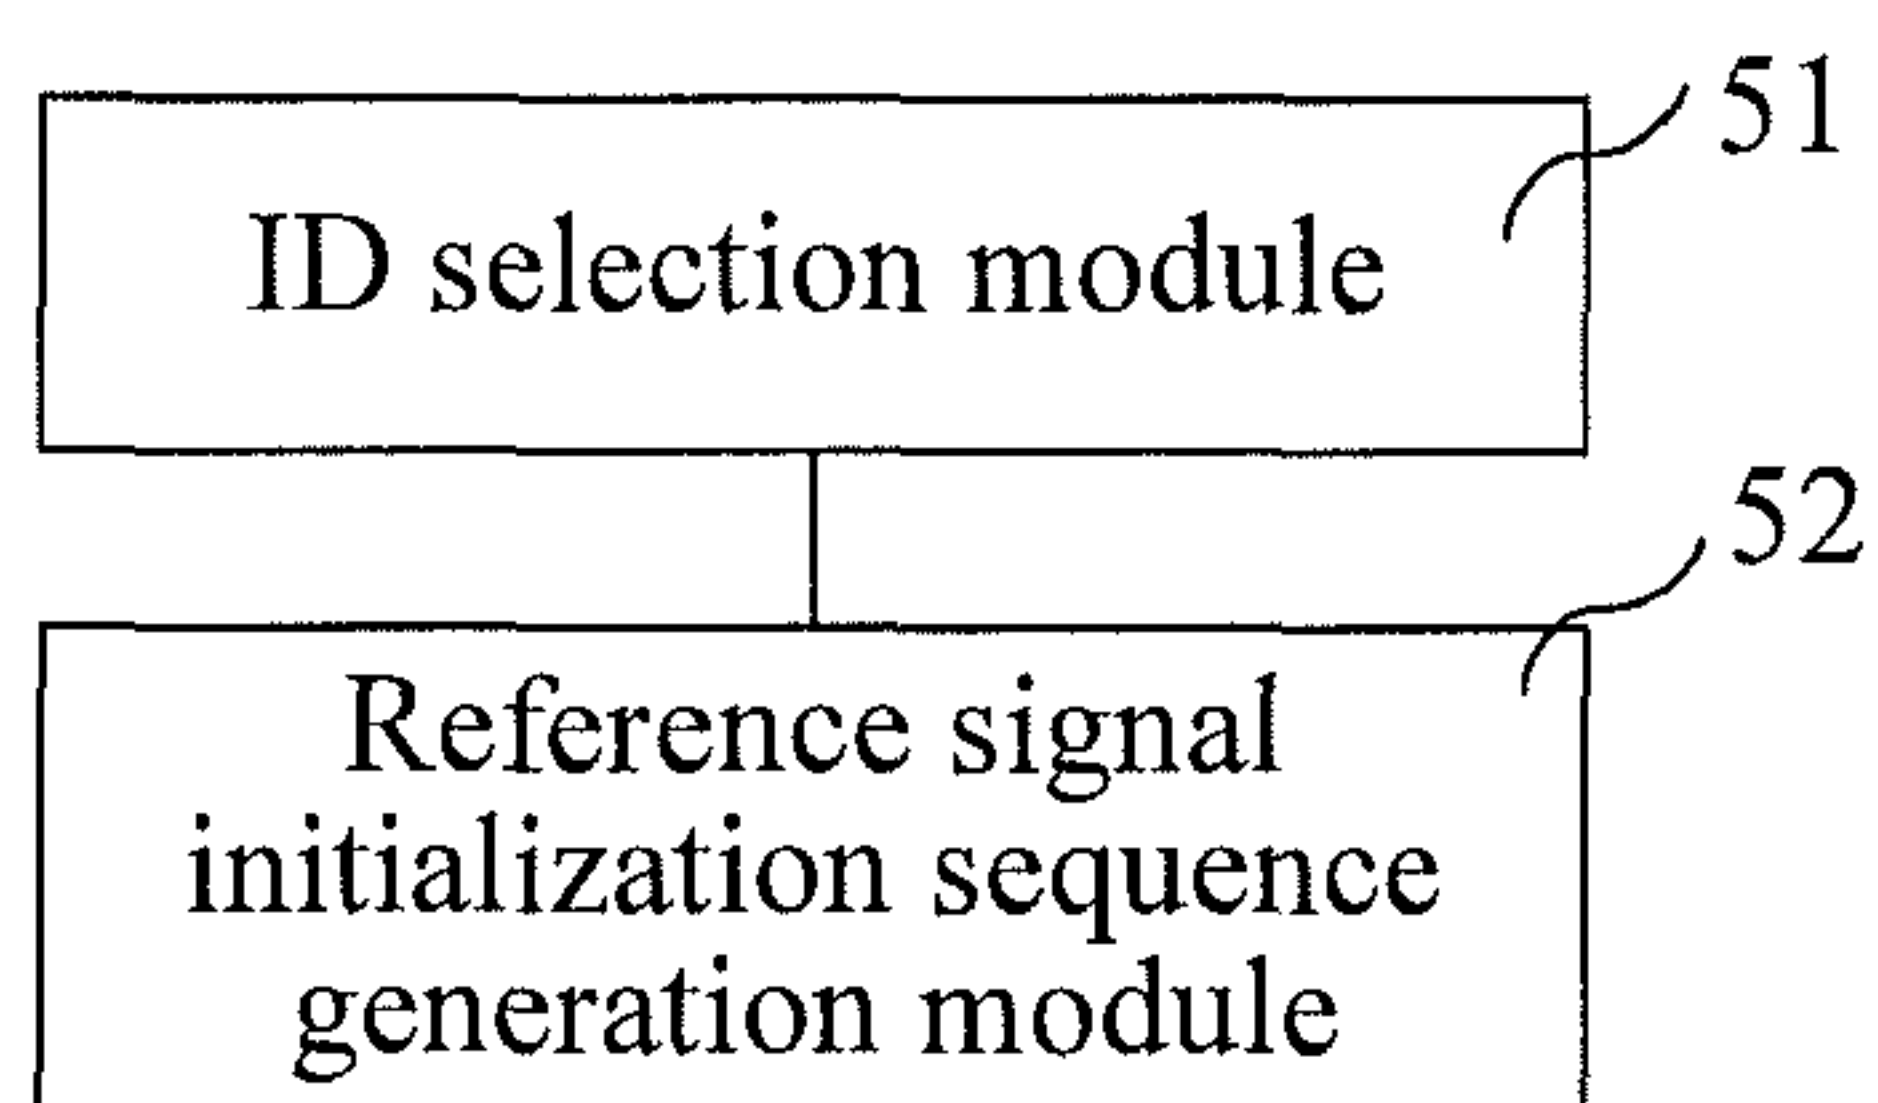 51
ID selection module
52
Reference signal
initialization sequence
generation module